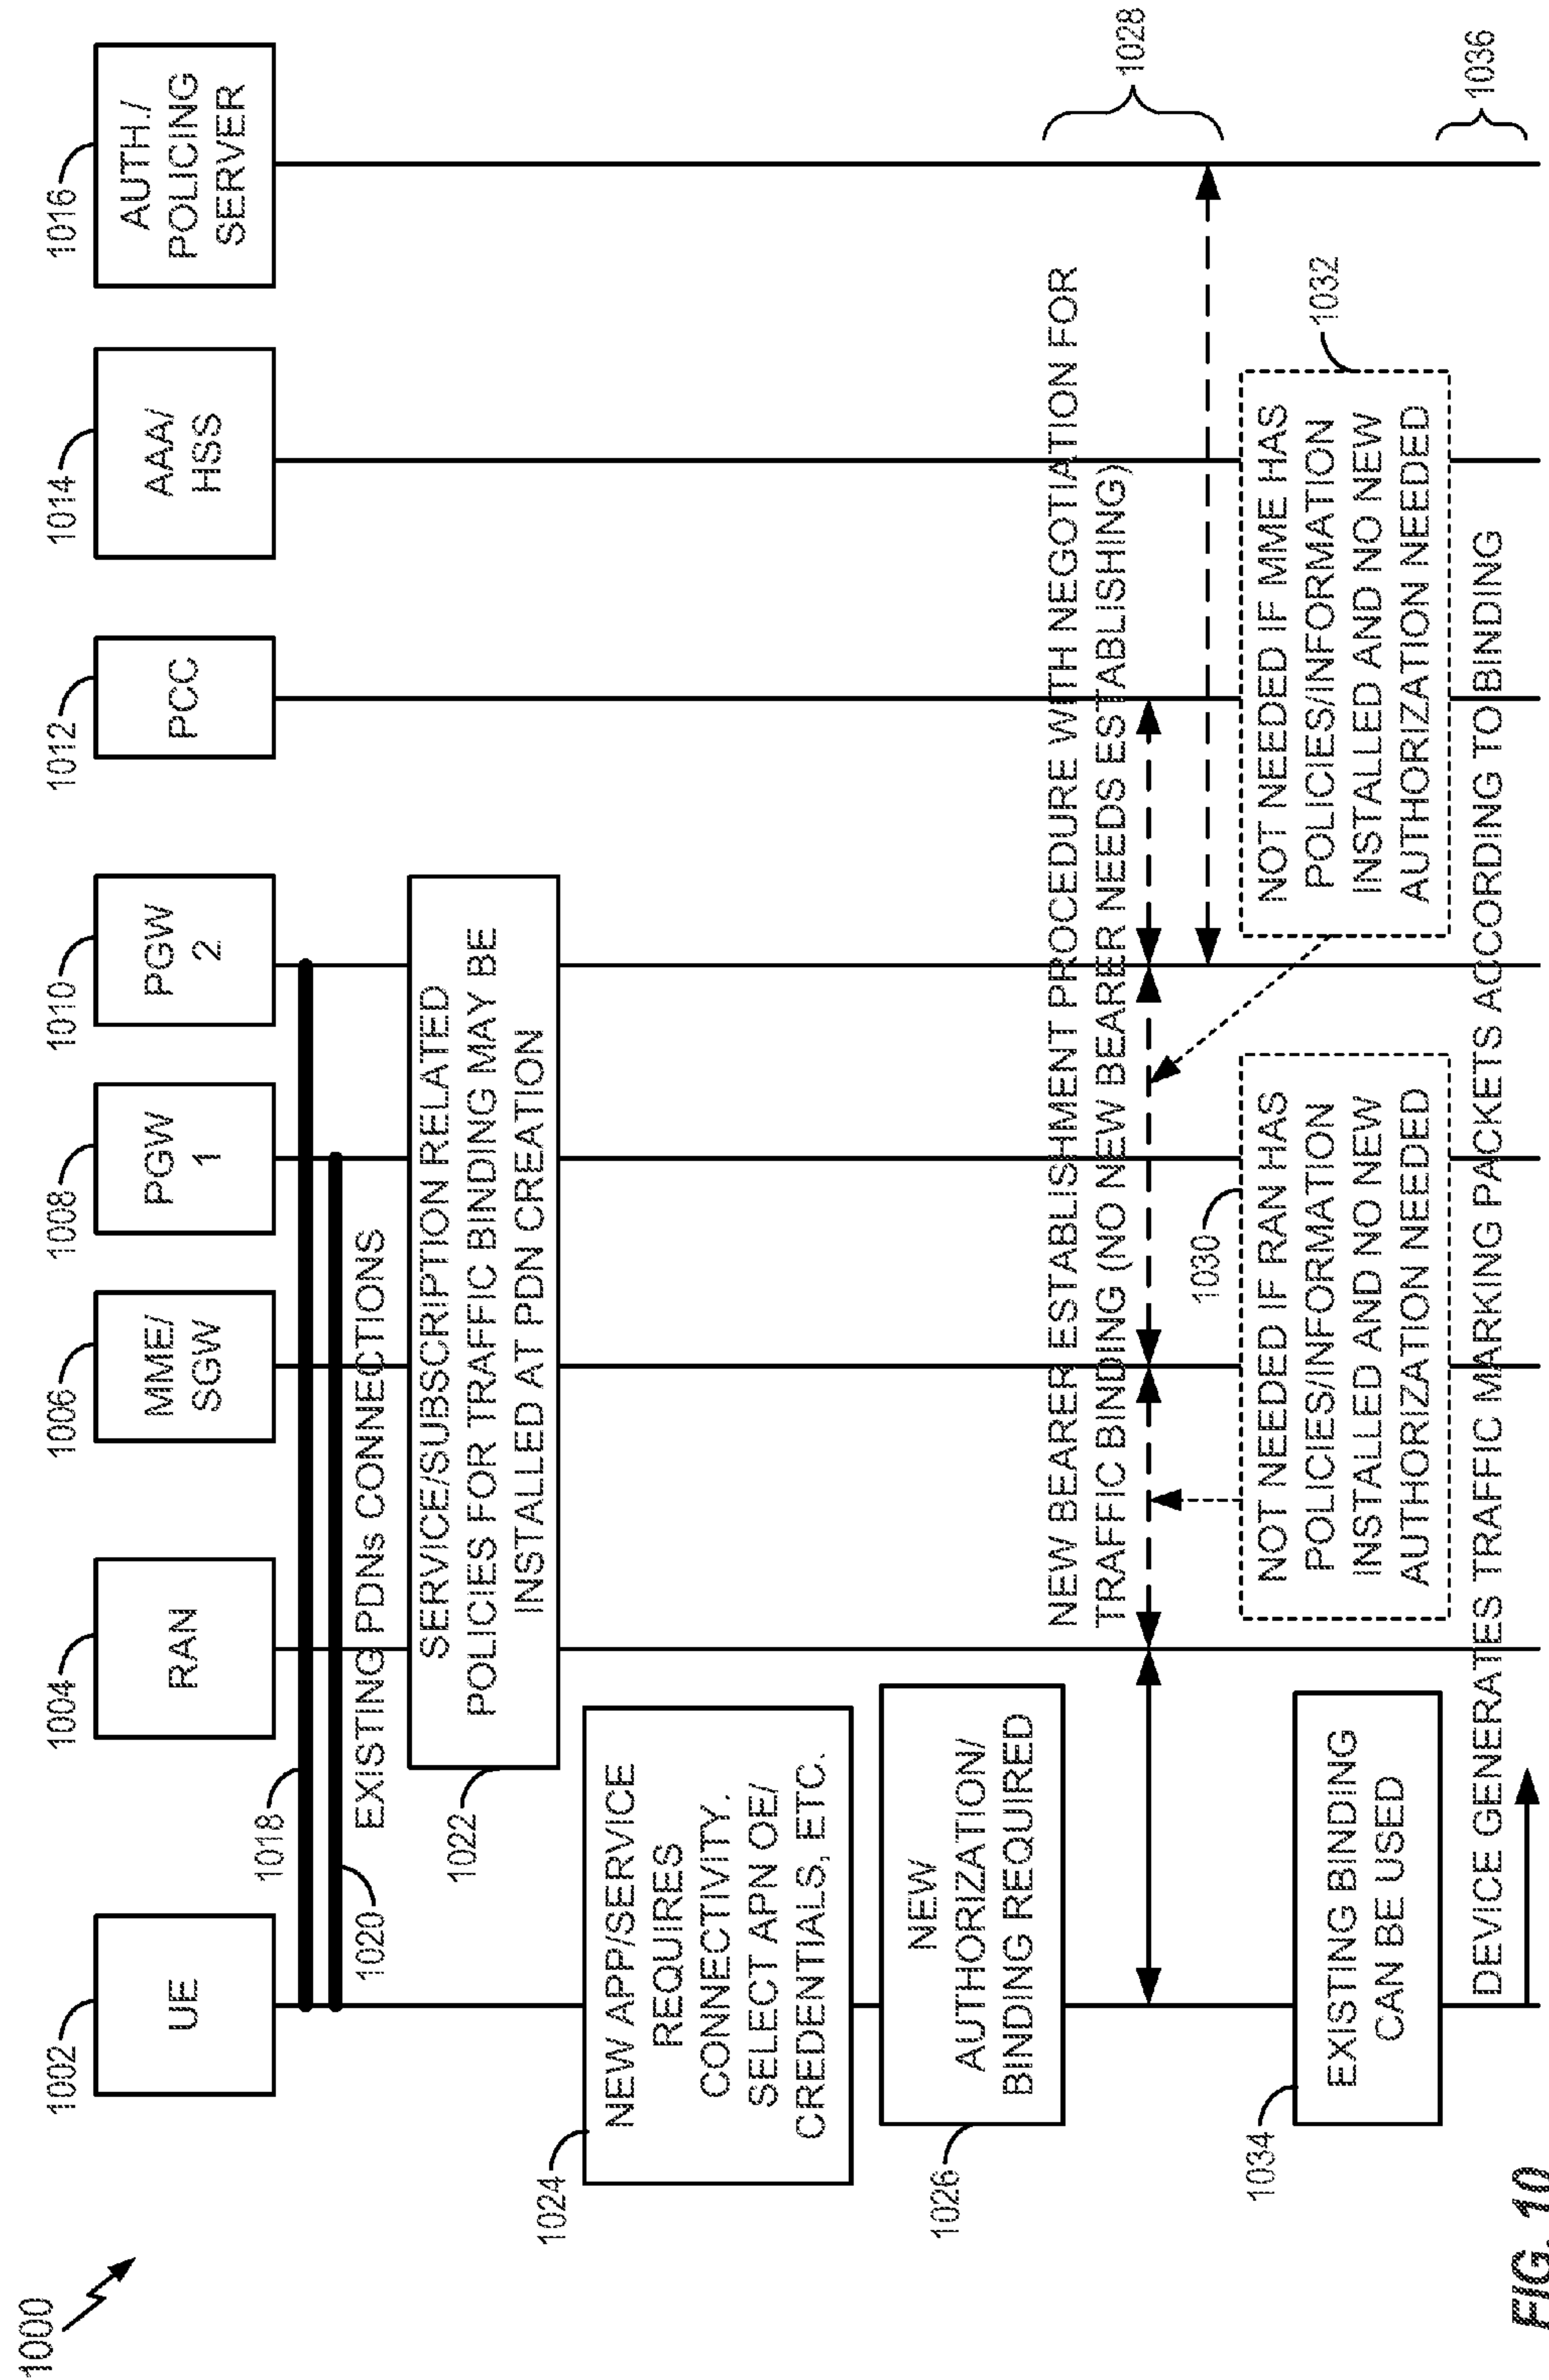 1000
1002
UE
1004
RAN
1006
MME/
SGW
1008
PGW
1
1010
PGW
2
1012
PCC
1014
AAA/
HSS
1016
AUTH./
POLICING
SERVER
1018
1020
EXISTING PDNs CONNECTIONS
1022
SERVICE/SUBSCRIPTION RELATED
POLICIES FOR TRAFFIC BINDING MAY BE
INSTALLED AT PDN CREATION
1024
NEW APP/SERVICE
REQUIRES
CONNECTIVITY.
SELECT APN OE/
CREDENTIALS, ETC.
1026
NEW
AUTHORIZATION/
BINDING REQUIRED
NEW BEARER ESTABLISHMENT PROCEDURE WITH NEGOTIATION FOR
TRAFFIC BINDING (NO NEW BEARER NEEDS ESTABLISHING)
1028
1030
NOT NEEDED IF RAN HAS
POLICIES/INFORMATION
INSTALLED AND NO NEW
AUTHORIZATION NEEDED
1032
NOT NEEDED IF MME HAS
POLICIES/INFORMATION
INSTALLED AND NO NEW
AUTHORIZATION NEEDED
1034
EXISTING BINDING
CAN BE USED
DEVICE GENERATES TRAFFIC MARKING PACKETS ACCORDING TO BINDING
1036
FIG. 10